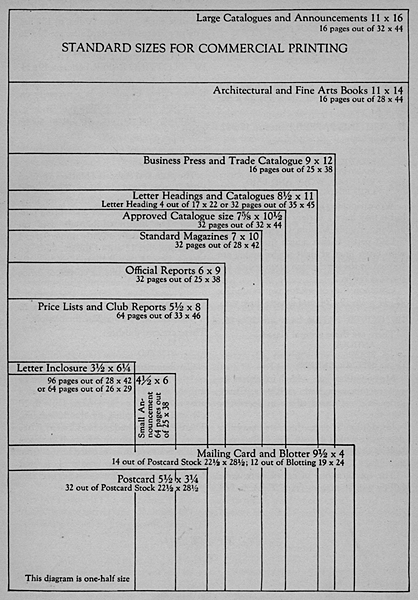 Large Catalogues and Announcements 11 x 16
16 pages out of 32 x 44
STANDARD SIZES FOR COMMERCIAL PRINTING
Architectural and Fine Arts Books 11 x 14
16 pages out of 28 x 44
Business Press and Trade Catalogue 9 x 12
16 pages out of 25 x 38
Letter Headings and Catalogues 8½ x 11
Letter Heading 4 out of 17 x 22 or 32 pages out of 35 x 45
Approved Catalogue size 7⅝ x 10½
32 pages out of 32 x 44
Standard Magazines 7 x 10
32 pages out of 28 x 42
Official Reports 6 x 9
32 pages out of 25 x 38
Price Lists and Club Reports 5½ x 8
64 pages out of 33 x 46
Letter Inclosure 3½ x 6¼
96 pages out of 28 x 42
or 64 pages out of 26 x 29
4½ x 6
Small An-
nouncement
64 pages out
of 25 x 38
Mailing Card and Blotter 9½ x 4
14 out of Postcard Stock 22½ x 28½; 12 out of Blotting 19 x 24
Postcard 5½ x 3¼
32 out of Postcard Stock 22½ x 28½
This diagram is one-half size